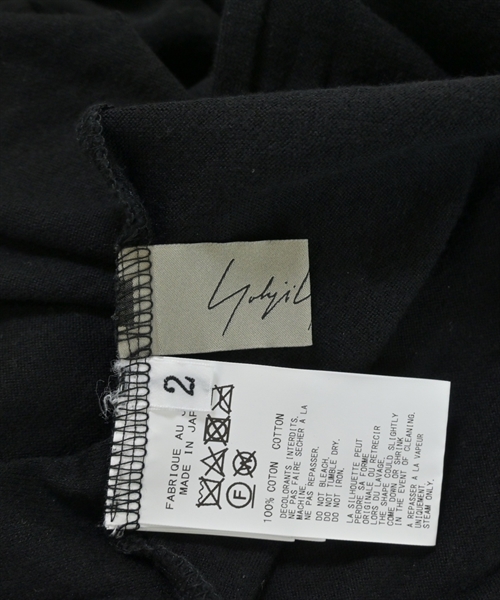 Yohji
2
FABRIQUE AU J
MADE IN JAP
100% COTON COTTON
DECOLORANTS INTERDITS.
NE PAS FAIRE SECHER A LA
MACHINE.
NE PAS REPASSER.
DO NOT BLEACH.
DO NOT TUMBLE DRY.
DO NOT IRON.
LA SILHOUETTE PEUT
PERDRE SA FORME
ORIGINALE OU RETRECIR
LORS DU LAVAGE.
THE SHAPE COULD SLIGHTLY
COME DOWN OR SHRINK
IN THE EVENT OF CLEANING.
A REPASSER A LA VAPEUR
UNIQUEMENT.
STEAM ONLY.